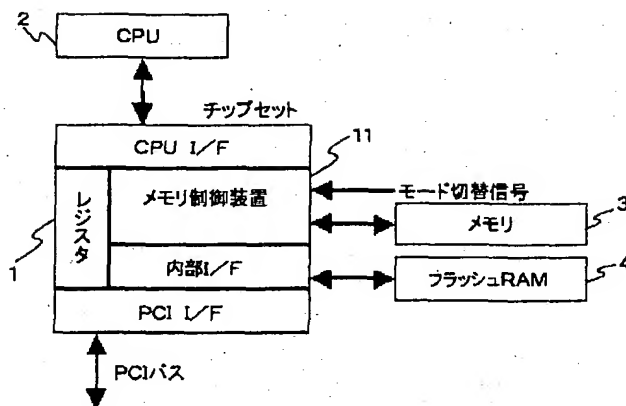 2
CPU
チップセット
CPU I/F
11
レジスタ
メモリ制御装置
モード切替信号
メモリ
3
1
内部I/F
フラッシュRAM
4
PCI I/F
PCIバス